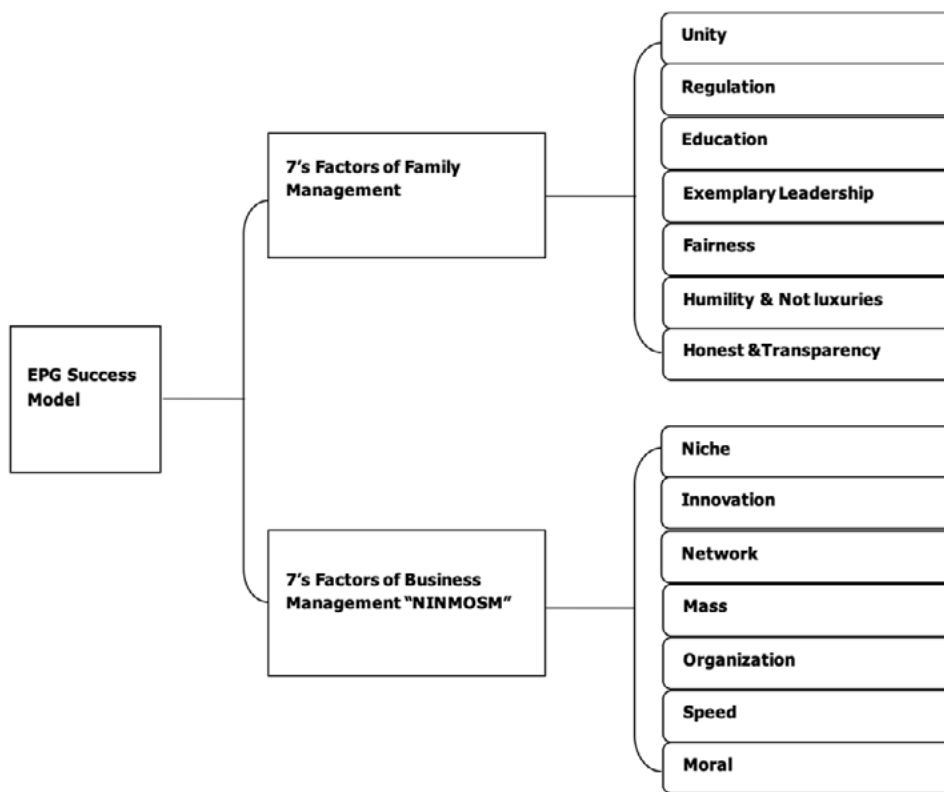 Unity
Regulation
Education
Exemplary Leadership
Fairness
Humility & Not luxuries
Honest &Transparency
7's Factors of Family
Management
EPG Success
Model
7's Factors of Business
Management “NINMOSM”
Niche
Innovation
Network
Mass
Organization
Speed
Moral